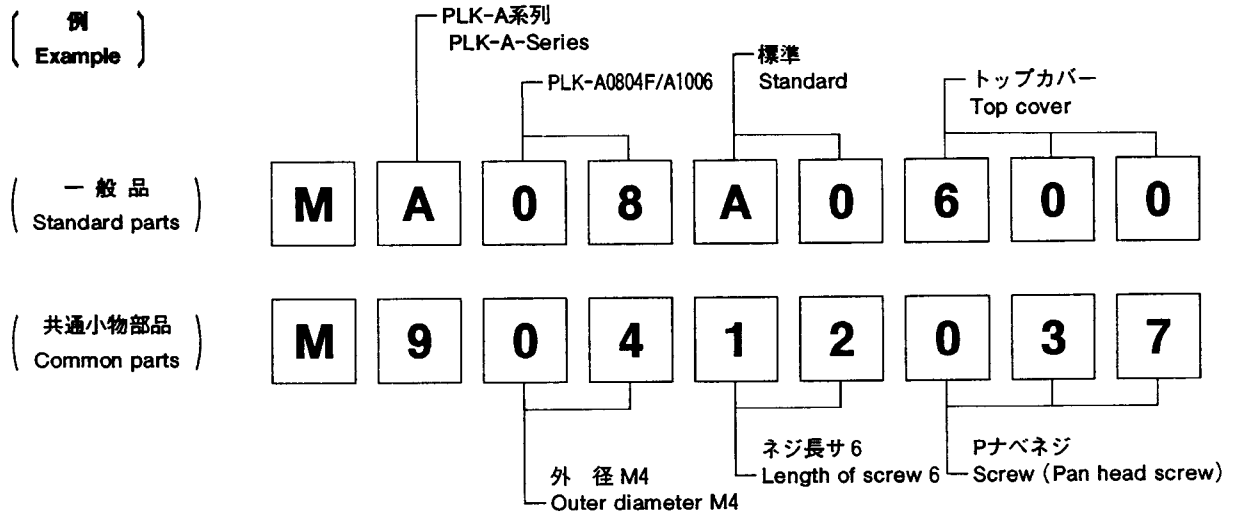 例
Example
PLK-A系列
PLK-A-Series
PLK-A0804F/A1006
標準
Standard
トップカバー
Top cover
一般品
Standard parts
M A 0 8 A 0 6 0 0
共通小物部品
Common parts
M 9 0 4 1 2 0 3 7
外 径 M4
Outer diameter M4
ネジ長サ 6
Length of screw 6
Pナベネジ
Screw (Pan head screw)